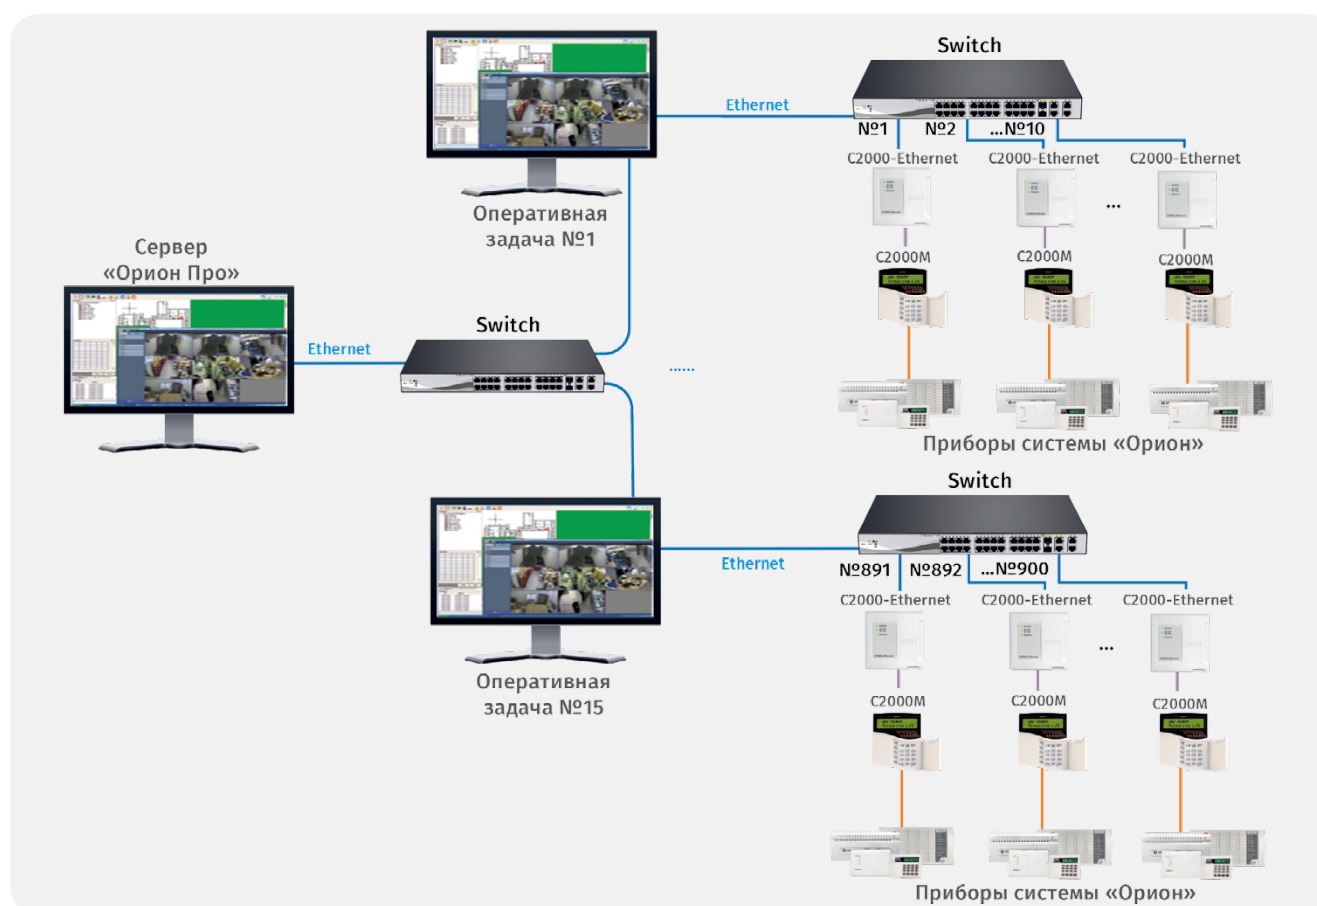 Switch
Ethernet
№1
№2
...№10
C2000-Ethernet
C2000-Ethernet
C2000-Ethernet
...
C2000M
C2000M
C2000M
Приборы системы «Орион»
Оперативная
задача №1
Сервер
«Орион Про»
Ethernet
Switch
......
Switch
Ethernet
№891
№892
...№900
C2000-Ethernet
C2000-Ethernet
C2000-Ethernet
...
C2000M
C2000M
C2000M
Приборы системы «Орион»
Оперативная
задача №15